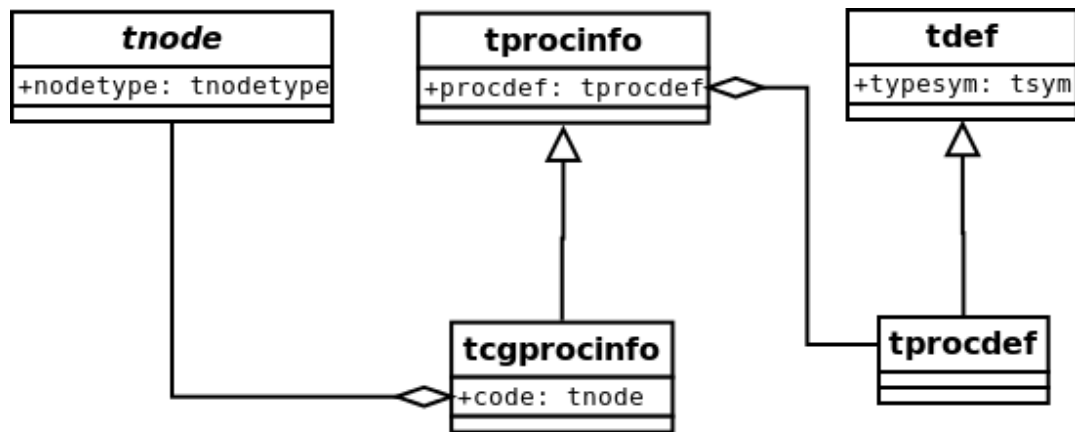 tnode
+nodetype: tnodetype
tprocinfo
+procdef: tprocdef
tdef
+typesym: tsym
tcgprocinfo
+code: tnode
tprocdef